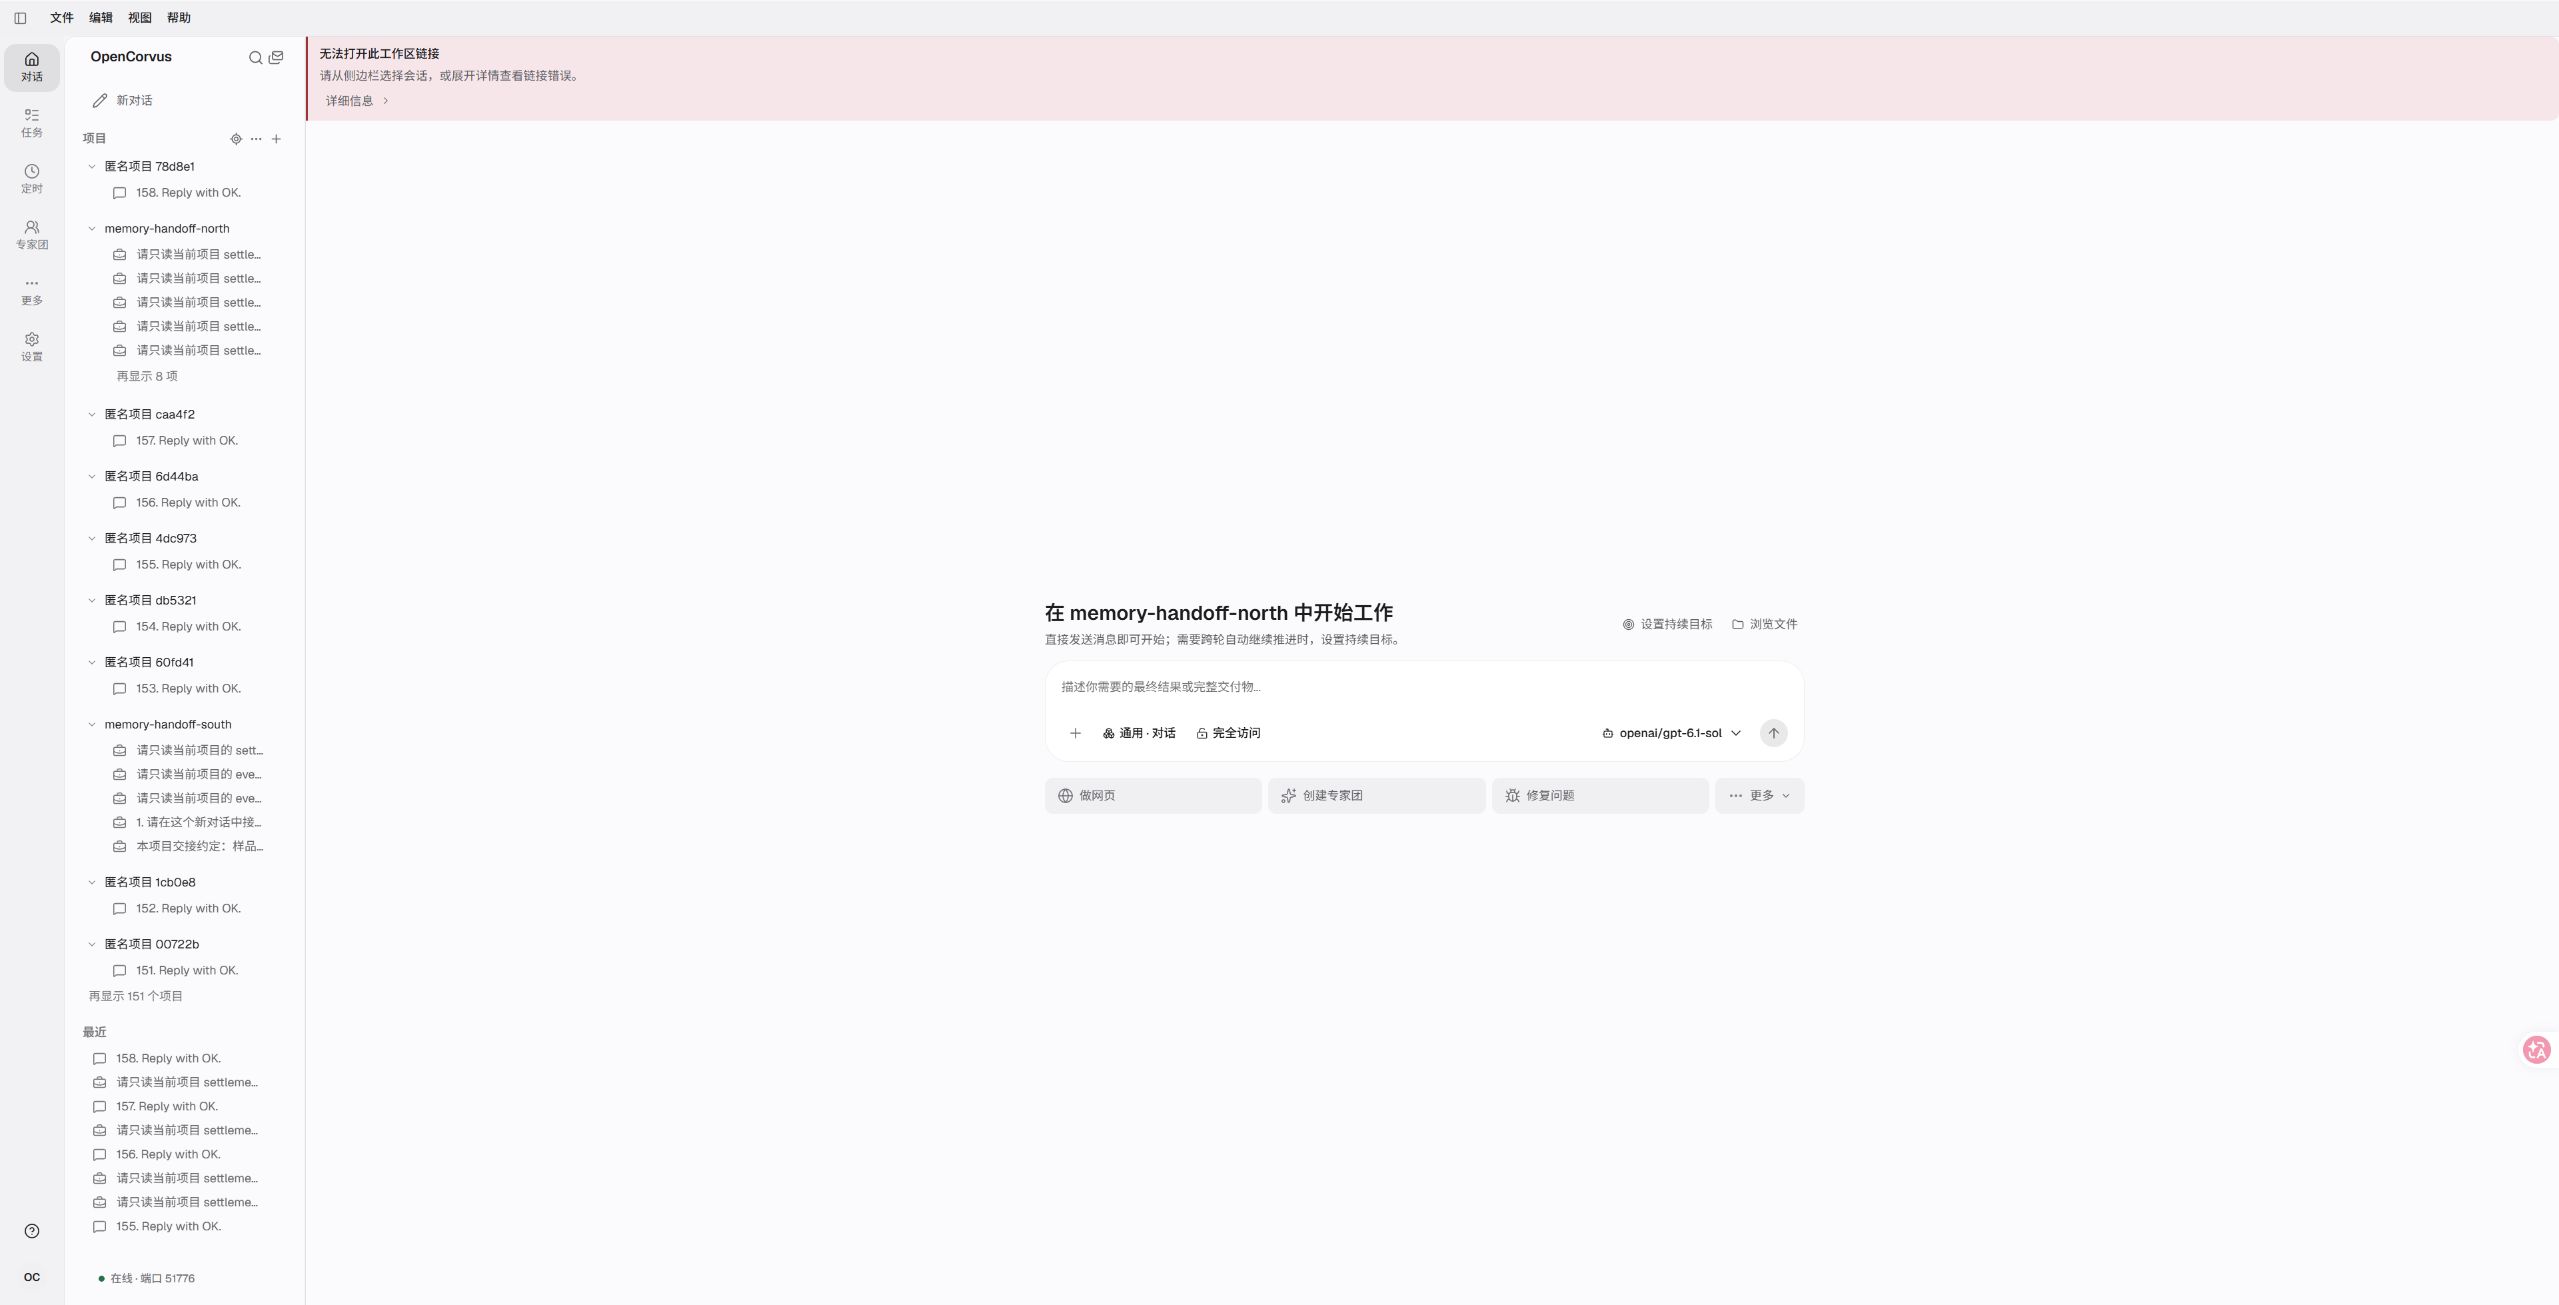 文件 编辑 视图 帮助
对话
任务
定时
专家团
更多
设置
OC
OpenCorvus
新对话
项目
匿名项目 78d8e1
158. Reply with OK.
memory-handoff-north
请只读当前项目 settle...
请只读当前项目 settle...
请只读当前项目 settle...
请只读当前项目 settle...
请只读当前项目 settle...
再显示 8 项
匿名项目 caa4f2
157. Reply with OK.
匿名项目 6d44ba
156. Reply with OK.
匿名项目 4dc973
155. Reply with OK.
匿名项目 db5321
154. Reply with OK.
匿名项目 60fd41
153. Reply with OK.
memory-handoff-south
请只读当前项目的 sett...
请只读当前项目的 eve...
请只读当前项目的 eve...
1. 请在这个新对话中接...
本项目交接约定：样品...
匿名项目 1cb0e8
152. Reply with OK.
匿名项目 00722b
151. Reply with OK.
再显示 151 个项目
最近
158. Reply with OK.
请只读当前项目 settleme...
157. Reply with OK.
请只读当前项目 settleme...
156. Reply with OK.
请只读当前项目 settleme...
请只读当前项目 settleme...
155. Reply with OK.
在线 · 端口 51776
无法打开此工作区链接
请从侧边栏选择会话，或展开详情查看链接错误。
详细信息
在 memory-handoff-north 中开始工作
直接发送消息即可开始；需要跨轮自动继续推进时，设置持续目标。
设置持续目标 浏览文件
描述你需要的最终结果或完整交付物...
通用 · 对话 完全访问 openai/gpt-6.1-sol
做网页 创建专家团 修复问题 更多